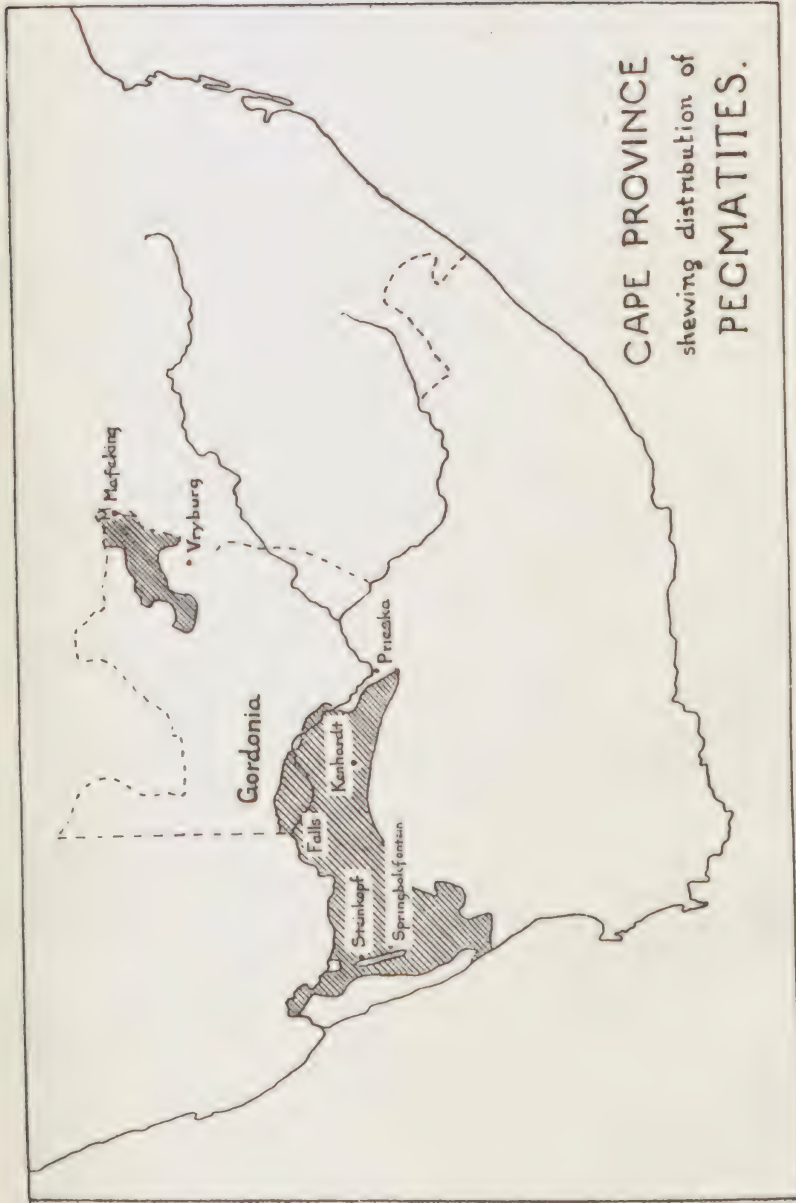 CAPE PROVINCE
shewing distribution of
PEGMATITES.
Mafeking
Vryburg
Gordonia
Falls
Kenhardt
Prieska
Steinkopf
Springbokfontein